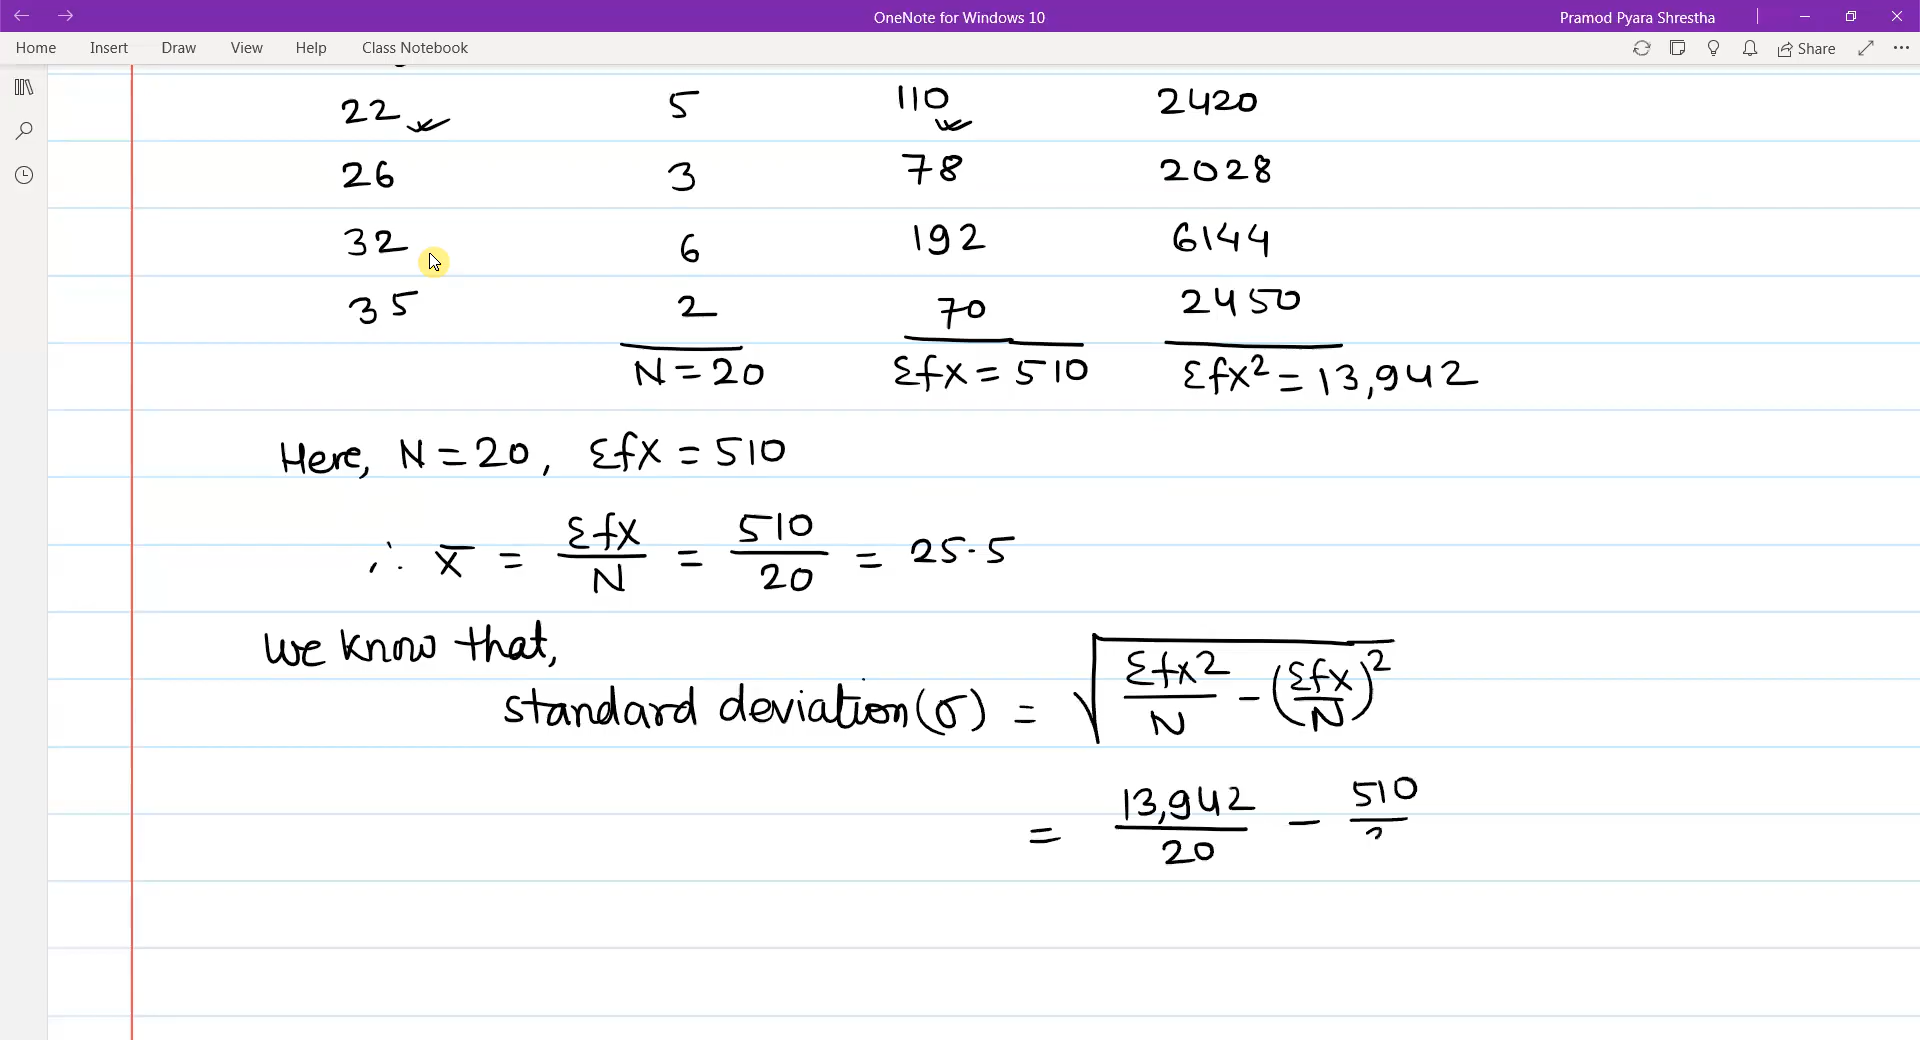 OneNote for Windows 10
Pramod Pyara Shrestha
Home Insert Draw View Help Class Notebook Share
22 5 110 2420
26 3 78 2028
32 6 192 6144
35 2 70 2450
N = 20 Σfx = 510 Σfx² = 13,942
Here, N = 20, Σfx = 510
∴ x̄ = Σfx/N = 510/20 = 25.5
We know that,
standard deviation (σ) = √(Σfx²/N - (Σfx/N)²)
= 13,942/20 - 510/